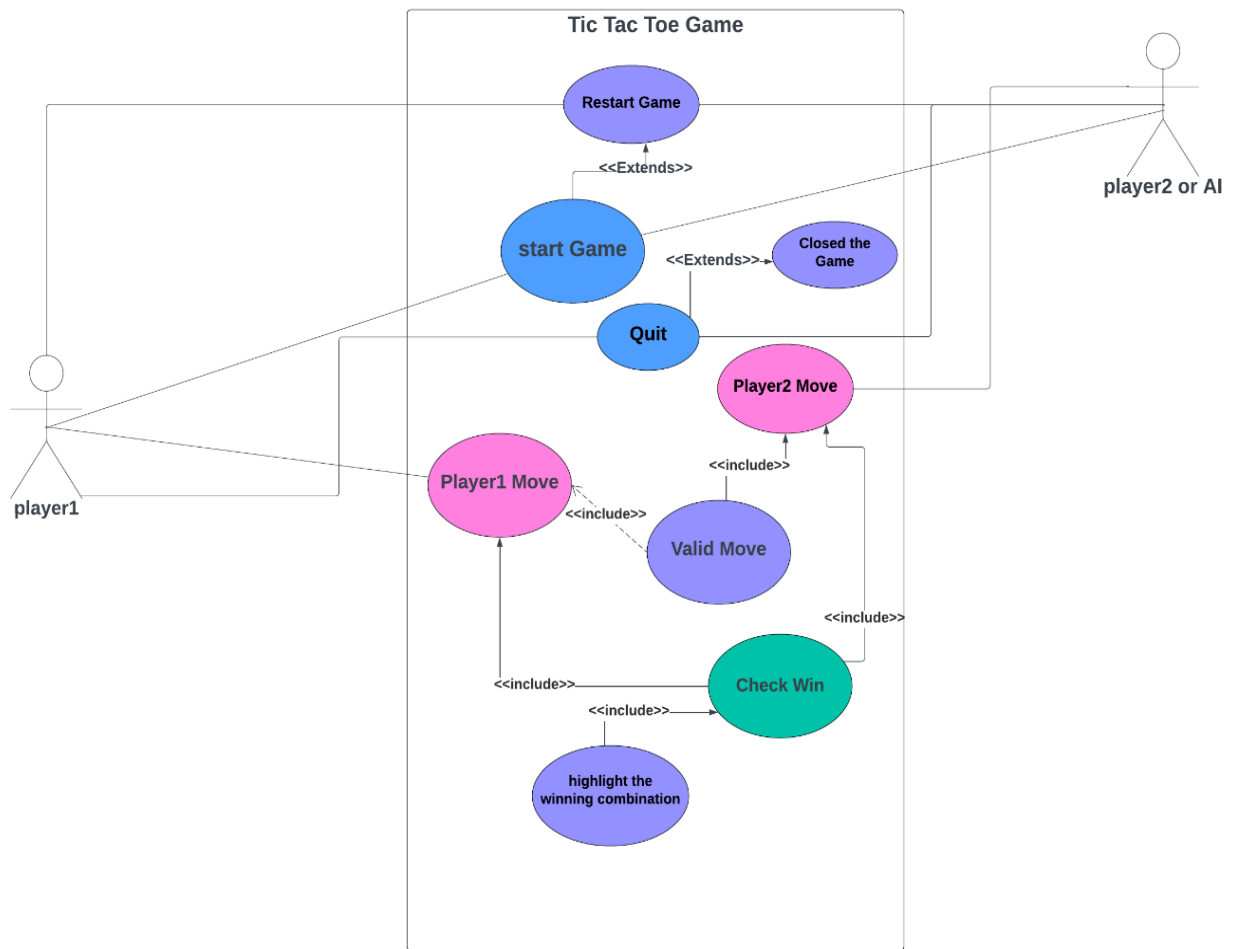 Tic Tac Toe Game
Restart Game
<<Extends>>
player2 or AI
start Game
Closed the
Game
<<Extends>>
Quit
Player2 Move
<<include>>
Player1 Move
player1
<<include>>
Valid Move
<<include>>
Check Win
<<include>>
<<include>>
highlight the
winning combination